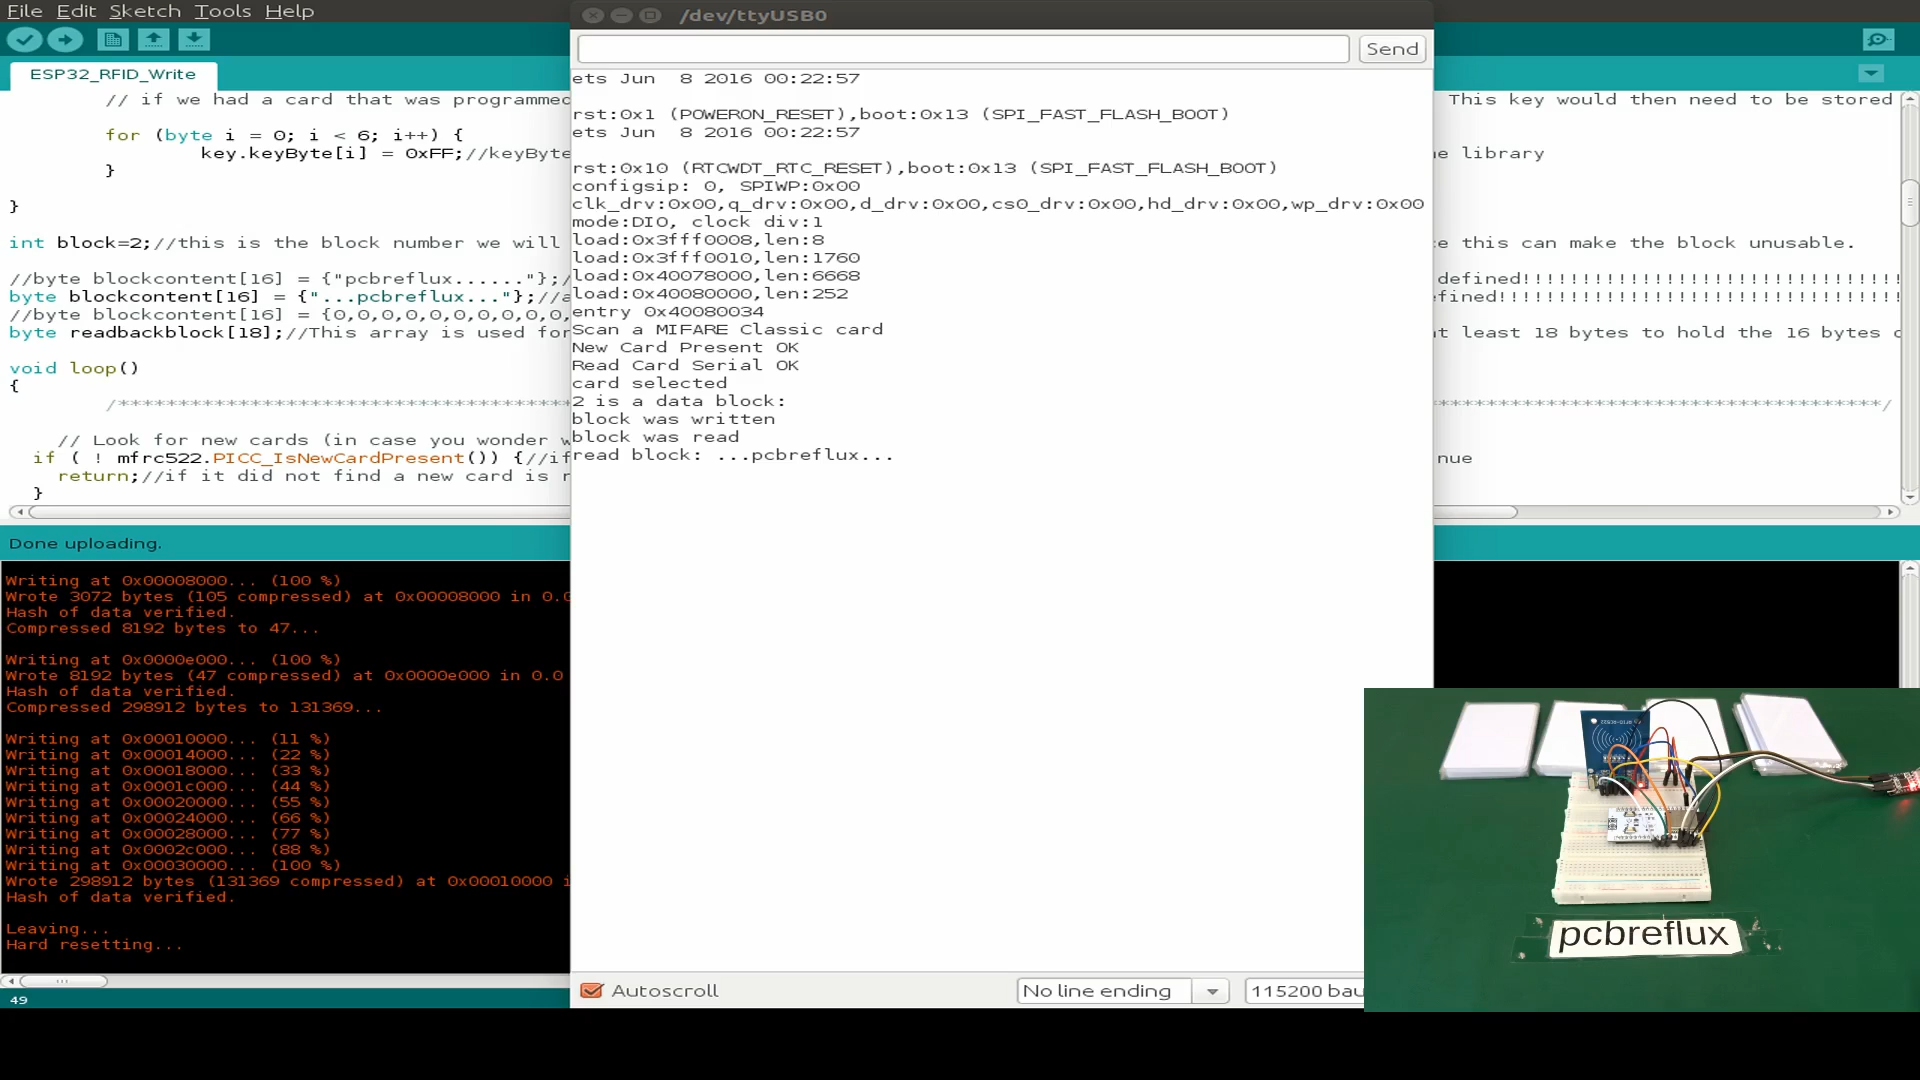 File Edit Sketch Tools Help
/dev/ttyUSB0
Send
ESP32_RFID_Write
// if we had a card that was programmed
This key would then need to be stored
for (byte i = 0; i < 6; i++) {
key.keyByte[i] = 0xFF;//keyByte
e library
}
}
int block=2;//this is the block number we will
e this can make the block unusable.
//byte blockcontent[16] = {"pcbreflux......"};/
defined!!!!!!!!!!!!!!!!!!!!!!!!!!!!!!!!
byte blockcontent[16] = {"...pcbreflux..."};//a
efined!!!!!!!!!!!!!!!!!!!!!!!!!!!!!!!!!!
//byte blockcontent[16] = {0,0,0,0,0,0,0,0,0,0,
byte readbackblock[18];//This array is used for
at least 18 bytes to hold the 16 bytes
void loop()
{
/**************************************
**************************************/
// Look for new cards (in case you wonder w
if ( ! mfrc522.PICC_IsNewCardPresent()) {//if
nue
return;//if it did not find a new card is r
}
ets Jun  8 2016 00:22:57
rst:0x1 (POWERON_RESET),boot:0x13 (SPI_FAST_FLASH_BOOT)
ets Jun  8 2016 00:22:57
rst:0x10 (RTCWDT_RTC_RESET),boot:0x13 (SPI_FAST_FLASH_BOOT)
configsip: 0, SPIWP:0x00
clk_drv:0x00,q_drv:0x00,d_drv:0x00,cs0_drv:0x00,hd_drv:0x00,wp_drv:0x00
mode:DIO, clock div:1
load:0x3fff0008,len:8
load:0x3fff0010,len:1760
load:0x40078000,len:6668
load:0x40080000,len:252
entry 0x40080034
Scan a MIFARE Classic card
New Card Present OK
Read Card Serial OK
card selected
2 is a data block:
block was written
block was read
read block: ...pcbreflux...
Done uploading.
Writing at 0x00008000... (100 %)
Wrote 3072 bytes (105 compressed) at 0x00008000 in 0.0
Hash of data verified.
Compressed 8192 bytes to 47...
Writing at 0x0000e000... (100 %)
Wrote 8192 bytes (47 compressed) at 0x0000e000 in 0.0
Hash of data verified.
Compressed 298912 bytes to 131369...
Writing at 0x00010000... (11 %)
Writing at 0x00014000... (22 %)
Writing at 0x00018000... (33 %)
Writing at 0x0001c000... (44 %)
Writing at 0x00020000... (55 %)
Writing at 0x00024000... (66 %)
Writing at 0x00028000... (77 %)
Writing at 0x0002c000... (88 %)
Writing at 0x00030000... (100 %)
Wrote 298912 bytes (131369 compressed) at 0x00010000 i
Hash of data verified.
Leaving...
Hard resetting...
Autoscroll
No line ending
115200 bau
49
RFID-RC522
pcbreflux